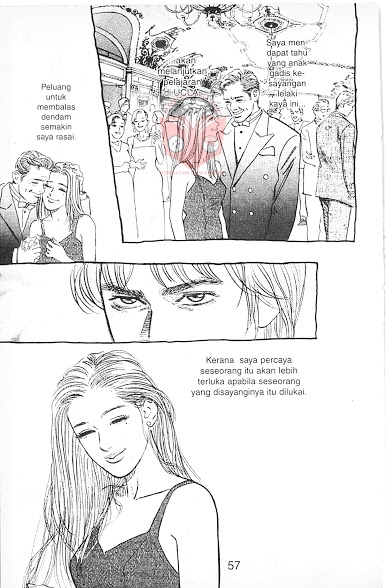 Saya men
dapat tahu
yang anak
gadis ke-
sayangan
lelaki
kaya ini...
akan
melanjutkan
pelajaran
di UCLA.
Peluang
untuk
membalas
dendam
semakin
saya rasai.
Kerana saya percaya
seseorang itu akan lebih
terluka apabila seseorang
yang disayanginya itu dilukai.
57